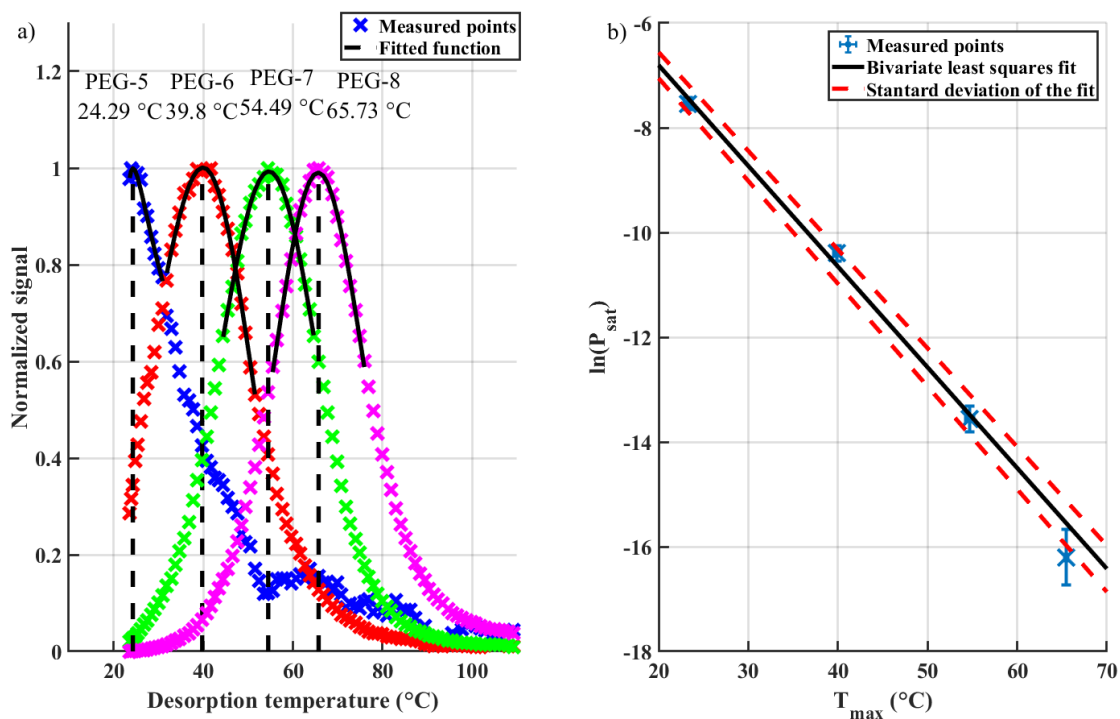 a)
Measured points
Fitted function
PEG-5
24.29 °C
PEG-6
39.8 °C
PEG-7
54.49 °C
PEG-8
65.73 °C
1.2
1
0.8
0.6
0.4
0.2
0
Normalized signal
20
40
60
80
100
Desorption temperature (°C)
b)
Measured points
Bivariate least squares fit
Stantard deviation of the fit
-6
-8
-10
-12
-14
-16
-18
ln(P_sat)
20
30
40
50
60
70
T_max (°C)